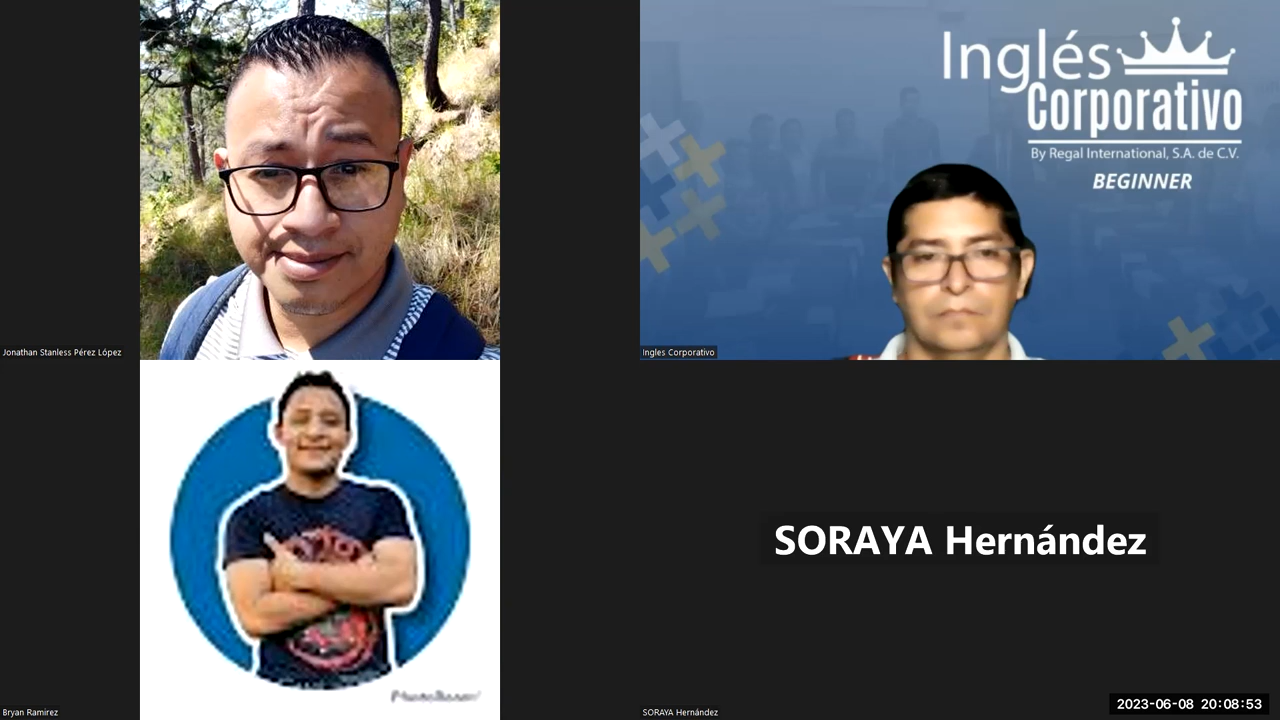 Inglés
Corporativo
By Regal International, S.A. de C.V.
BEGINNER
Jonathan Stanless Pérez López
Ingles Corporativo
SORAYA Hernández
Bryan Ramirez
SORAYA Hernández
2023-06-08 20:08:53